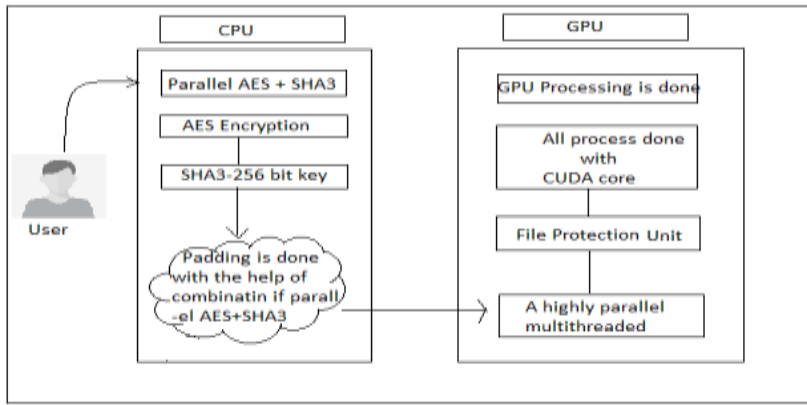 CPU
Parallel AES + SHA3
AES Encryption
SHA3-256 bit key
Padding is done
with the help of
combinatin if parall
-el AES+SHA3
User
GPU
GPU Processing is done
All process done
with
CUDA core
File Protection Unit
A highly parallel
multithreaded